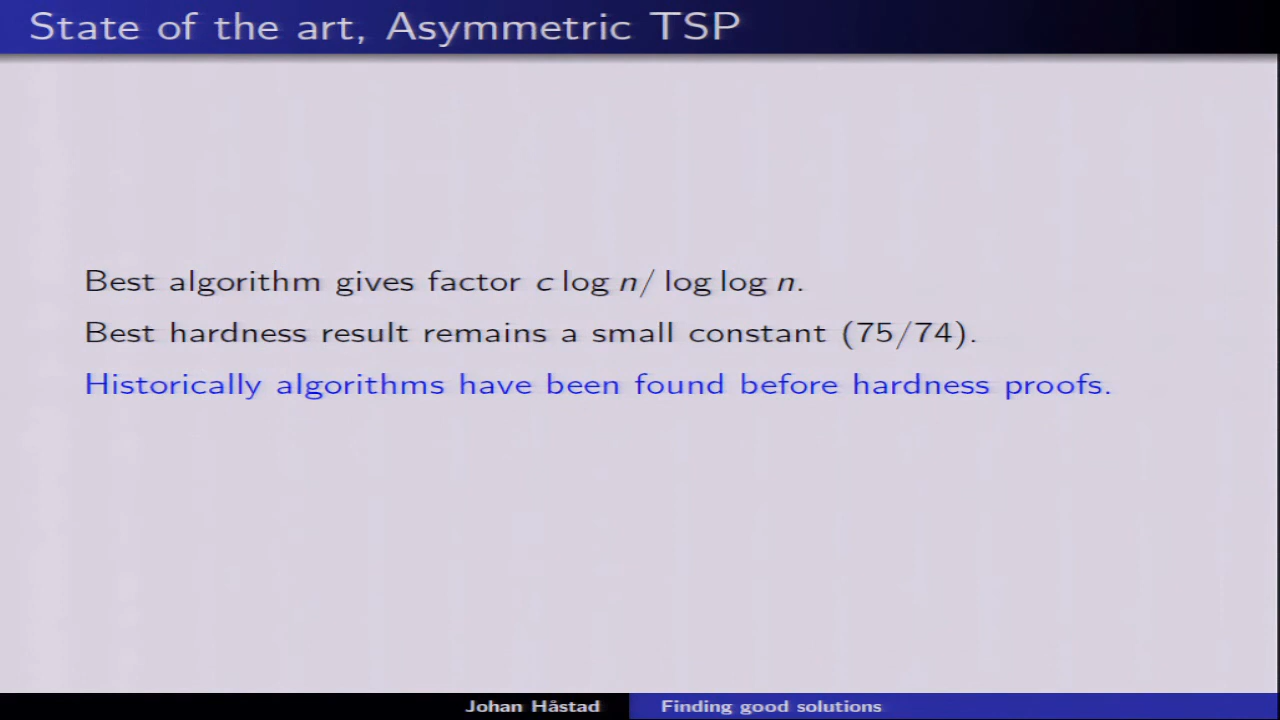 State of the art, Asymmetric TSP
Best algorithm gives factor c log n/ log log n.
Best hardness result remains a small constant (75/74).
Historically algorithms have been found before hardness proofs.
Johan Håstad Finding good solutions